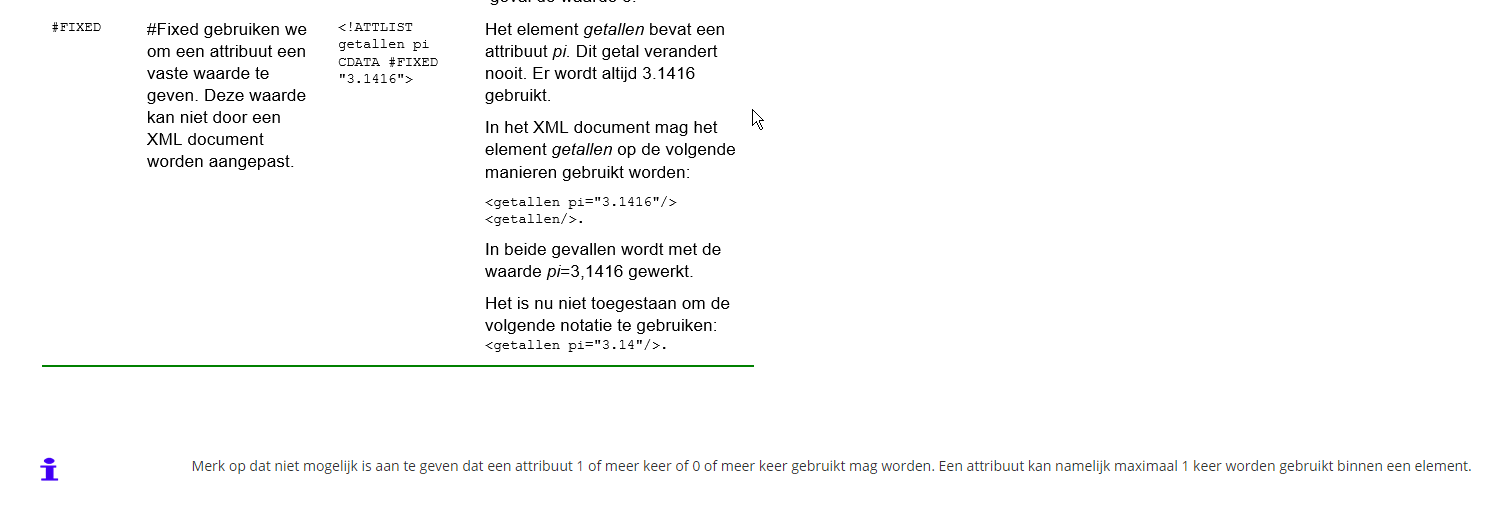 geval de waarde 0.
#FIXED
#Fixed gebruiken we
om een attribuut een
vaste waarde te
geven. Deze waarde
kan niet door een
XML document
worden aangepast.
<!ATTLIST
getallen pi
CDATA #FIXED
"3.1416">
Het element getallen bevat een
attribuut pi. Dit getal verandert
nooit. Er wordt altijd 3.1416
gebruikt.
In het XML document mag het
element getallen op de volgende
manieren gebruikt worden:
<getallen pi="3.1416"/>
<getallen/>.
In beide gevallen wordt met de
waarde pi=3,1416 gewerkt.
Het is nu niet toegestaan om de
volgende notatie te gebruiken:
<getallen pi="3.14"/>.
Merk op dat niet mogelijk is aan te geven dat een attribuut 1 of meer keer of 0 of meer keer gebruikt mag worden. Een attribuut kan namelijk maximaal 1 keer worden gebruikt binnen een element.